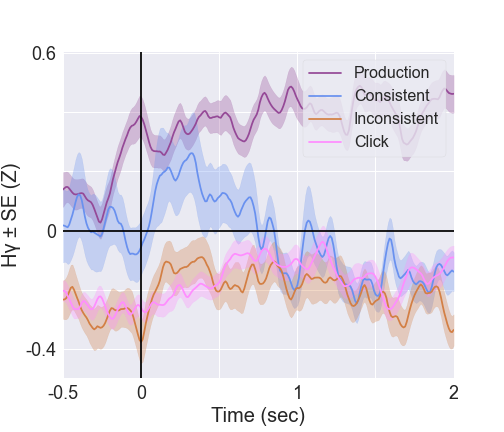 0.6
Production
Consistent
Inconsistent
Click
Hγ ± SE (Z)
0
-0.4
-0.5 0 1 2
Time (sec)